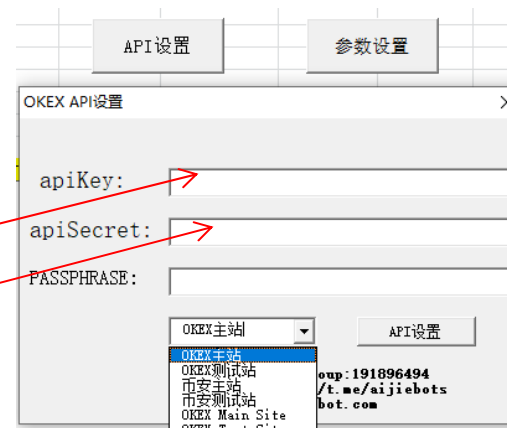 API设置 参数设置
OKEX API设置
apiKey:
apiSecret:
PASSPHRASE:
OKEX主站 API设置
OKEX主站
OKEX测试站
币安主站
币安测试站
OKEX Main Site
oup:191896494
/t.me/aijiebots
bot.com